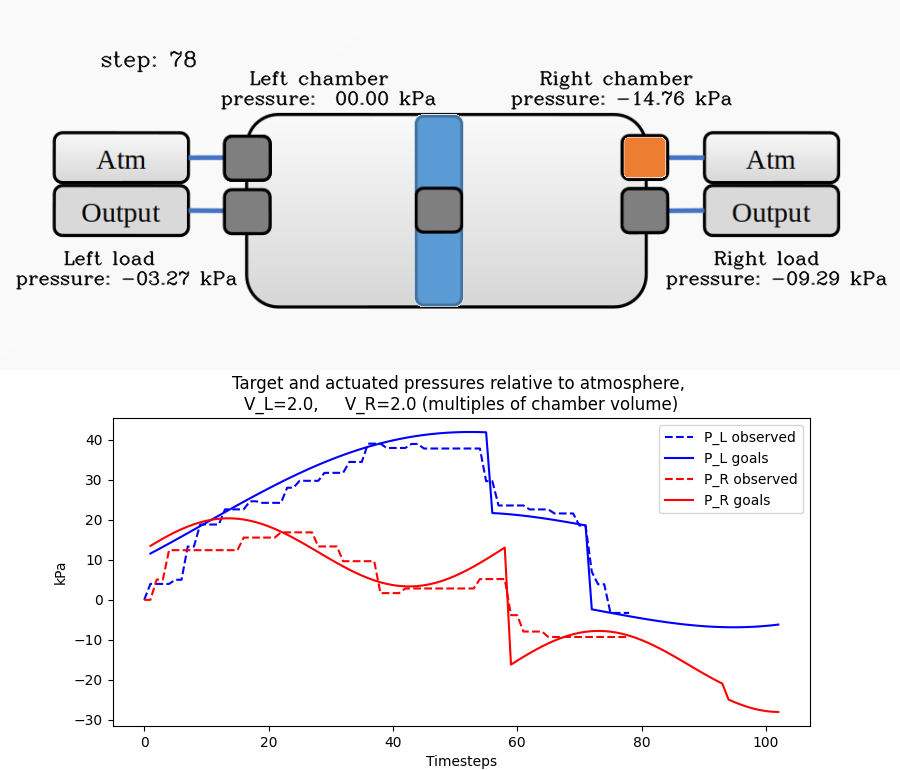 step: 78
Left chamber
pressure:  00.00 kPa
Right chamber
pressure: −14.76 kPa
Atm
Atm
Output
Output
Left load
pressure: −03.27 kPa
Right load
pressure: −09.29 kPa
Target and actuated pressures relative to atmosphere,
V_L=2.0,     V_R=2.0 (multiples of chamber volume)
P_L observed
P_L goals
P_R observed
P_R goals
kPa
40
30
20
10
0
−10
−20
−30
0 20 40 60 80 100
Timesteps